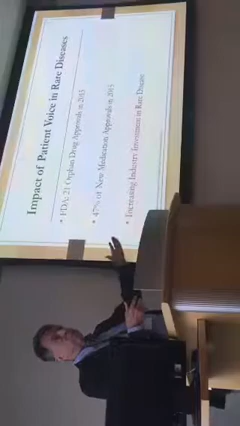 Impact of Patient Voice in Rare Diseases
• FDA: 21 Orphan Drug Approvals in 2015
• 47% of New Medication Approvals in 2015
• Increasing Industry Investment in Rare Disease